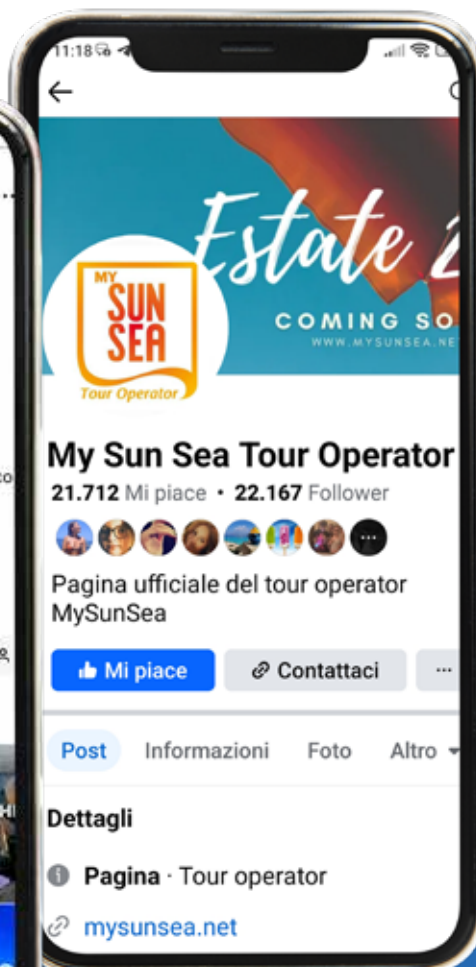 11:18
Estate 2
COMING SO
WWW.MYSUNSEA.NE
MY
SUN
SEA
Tour Operator
My Sun Sea Tour Operator
21.712 Mi piace • 22.167 Follower
Pagina ufficiale del tour operator
MySunSea
Mi piace
Contattaci
Post Informazioni Foto Altro
Dettagli
Pagina · Tour operator
mysunsea.net